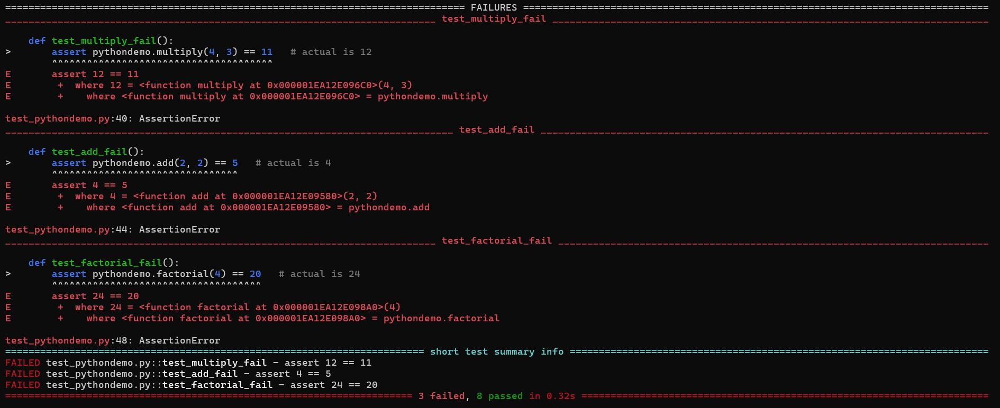 =============================================================================== FAILURES ================================================================================
__________________________________________________________________________ test_multiply_fail ___________________________________________________________________________
    def test_multiply_fail():
>       assert pythondemo.multiply(4, 3) == 11   # actual is 12
        ^^^^^^^^^^^^^^^^^^^^^^^^^^^^^^^^^^^^^^
E       assert 12 == 11
E        +  where 12 = <function multiply at 0x000001EA12E096C0>(4, 3)
E        +    where <function multiply at 0x000001EA12E096C0> = pythondemo.multiply
test_pythondemo.py:40: AssertionError
_____________________________________________________________________________ test_add_fail _____________________________________________________________________________
    def test_add_fail():
>       assert pythondemo.add(2, 2) == 5   # actual is 4
        ^^^^^^^^^^^^^^^^^^^^^^^^^^^^^^^^
E       assert 4 == 5
E        +  where 4 = <function add at 0x000001EA12E09580>(2, 2)
E        +    where <function add at 0x000001EA12E09580> = pythondemo.add
test_pythondemo.py:44: AssertionError
__________________________________________________________________________ test_factorial_fail __________________________________________________________________________
    def test_factorial_fail():
>       assert pythondemo.factorial(4) == 20   # actual is 24
        ^^^^^^^^^^^^^^^^^^^^^^^^^^^^^^^^^^^^
E       assert 24 == 20
E        +  where 24 = <function factorial at 0x000001EA12E098A0>(4)
E        +    where <function factorial at 0x000001EA12E098A0> = pythondemo.factorial
test_pythondemo.py:48: AssertionError
======================================================================== short test summary info ========================================================================
FAILED test_pythondemo.py::test_multiply_fail - assert 12 == 11
FAILED test_pythondemo.py::test_add_fail - assert 4 == 5
FAILED test_pythondemo.py::test_factorial_fail - assert 24 == 20
====================================================================== 3 failed, 8 passed in 0.32s ======================================================================